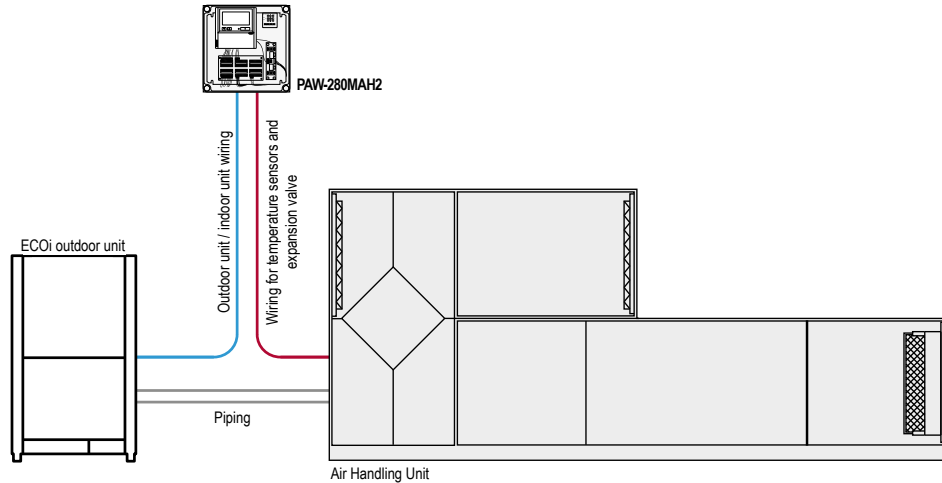 PAW-280MAH2
Outdoor unit / indoor unit wiring
Wiring for temperature sensors and
expansion valve
ECOi outdoor unit
Piping
Air Handling Unit